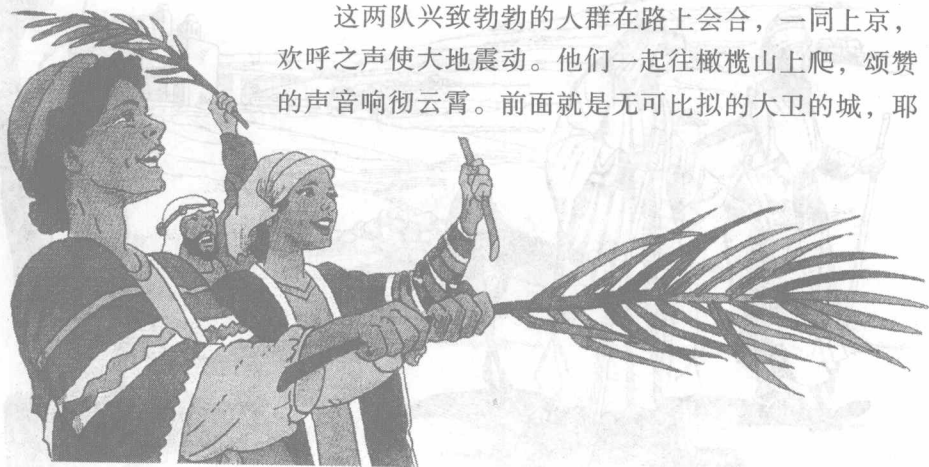 这两队兴致勃勃的人群在路上会合，一同上京，
欢呼之声使大地震动。他们一起往橄榄山上爬，颂赞
的声音响彻云霄。前面就是无可比拟的大卫的城，耶